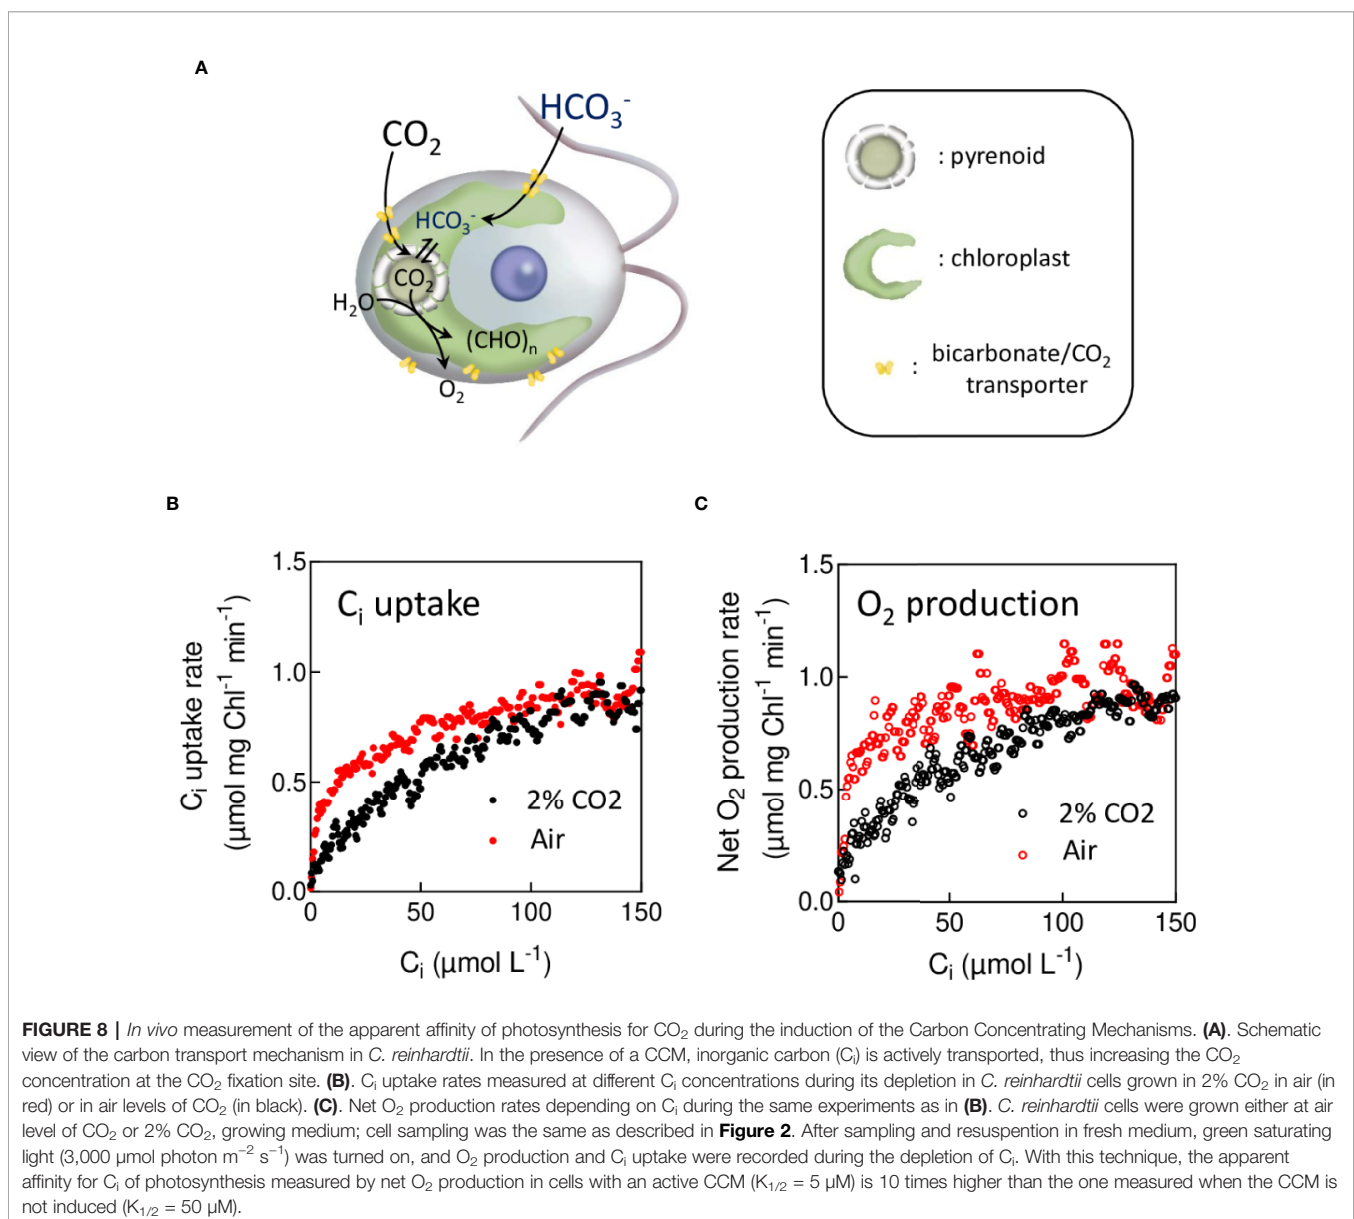 A
CO2
HCO3-
HCO3-
CO2
H2O
(CHO)n
O2
: pyrenoid
: chloroplast
: bicarbonate/CO2
transporter
B
Ci uptake
Ci uptake rate
(µmol mg Chl-1 min-1)
1.5
1.0
0.5
0.0
2% CO2
Air
0 50 100 150
Ci (µmol L-1)
C
O2 production
Net O2 production rate
(µmol mg Chl-1 min-1)
1.5
1.0
0.5
0.0
2% CO2
Air
0 50 100 150
Ci (µmol L-1)
FIGURE 8 | In vivo measurement of the apparent affinity of photosynthesis for CO2 during the induction of the Carbon Concentrating Mechanisms. (A). Schematic
view of the carbon transport mechanism in C. reinhardtii. In the presence of a CCM, inorganic carbon (Ci) is actively transported, thus increasing the CO2
concentration at the CO2 fixation site. (B). Ci uptake rates measured at different Ci concentrations during its depletion in C. reinhardtii cells grown in 2% CO2 in air (in
red) or in air levels of CO2 (in black). (C). Net O2 production rates depending on Ci during the same experiments as in (B). C. reinhardtii cells were grown either at air
level of CO2 or 2% CO2, growing medium; cell sampling was the same as described in Figure 2. After sampling and resuspention in fresh medium, green saturating
light (3,000 µmol photon m−2 s−1) was turned on, and O2 production and Ci uptake were recorded during the depletion of Ci. With this technique, the apparent
affinity for Ci of photosynthesis measured by net O2 production in cells with an active CCM (K1/2 = 5 µM) is 10 times higher than the one measured when the CCM is
not induced (K1/2 = 50 µM).